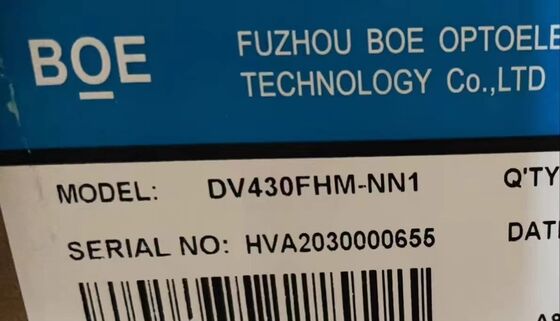 BOE
FUZHOU BOE OPTOELE
TECHNOLOGY Co.,LTD
MODEL: DV430FHM-NN1 Q'TY
SERIAL NO: HVA2030000655 DAT